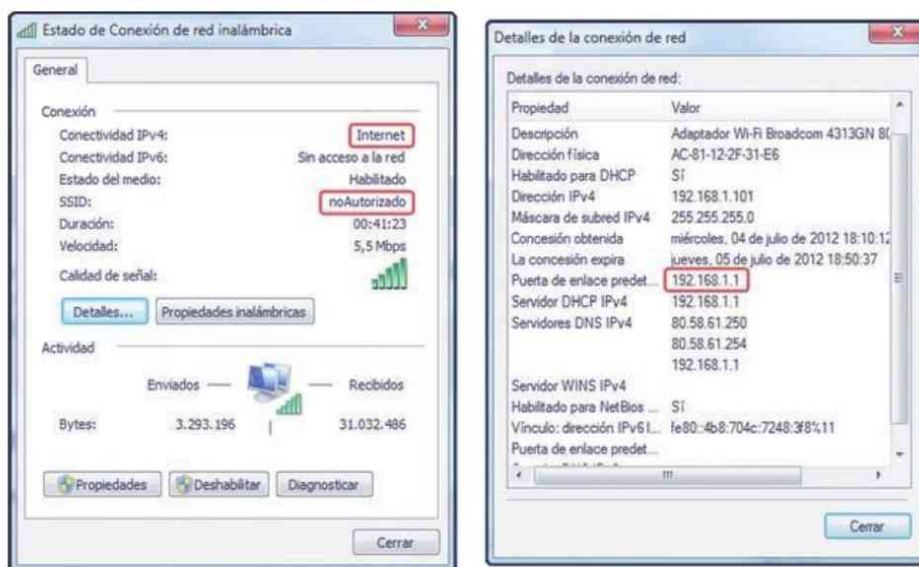 Estado de Conexión de red inalámbrica
General
Conexión
Conectividad IPv4: Internet
Conectividad IPv6: Sin acceso a la red
Estado del medio: Habilitado
SSID: noAutorizado
Duración: 00:41:23
Velocidad: 5,5 Mbps
Calidad de señal:
Detalles... Propiedades inalámbricas
Actividad
Enviados Recibidos
Bytes: 3.293.196 31.032.486
Propiedades Deshabilitar Diagnosticar
Cerrar
Detalles de la conexión de red
Detalles de la conexión de red:
Propiedad Valor
Descripción Adaptador Wi-Fi Broadcom 4313GN 80
Dirección física AC-81-12-2F-31-E6
Habilitado para DHCP Sí
Dirección IPv4 192.168.1.101
Máscara de subred IPv4 255.255.255.0
Concesión obtenida miércoles, 04 de julio de 2012 18:10:12
La concesión expira jueves, 05 de julio de 2012 18:50:37
Puerta de enlace predet... 192.168.1.1
Servidor DHCP IPv4 192.168.1.1
Servidores DNS IPv4 80.58.61.250
80.58.61.254
192.168.1.1
Servidor WINS IPv4
Habilitado para NetBios ... Sí
Vínculo: dirección IPv6 l... fe80::4b8:704c:7248:3f8%11
Puerta de enlace predet...
Cerrar